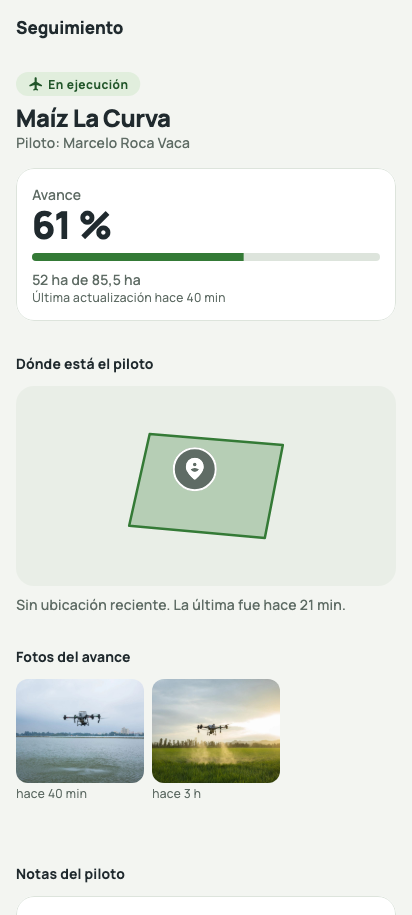 Seguimiento
En ejecución
Maíz La Curva
Piloto: Marcelo Roca Vaca
Avance
61 %
52 ha de 85,5 ha
Última actualización hace 40 min
Dónde está el piloto
Sin ubicación reciente. La última fue hace 21 min.
Fotos del avance
hace 40 min
hace 3 h
Notas del piloto